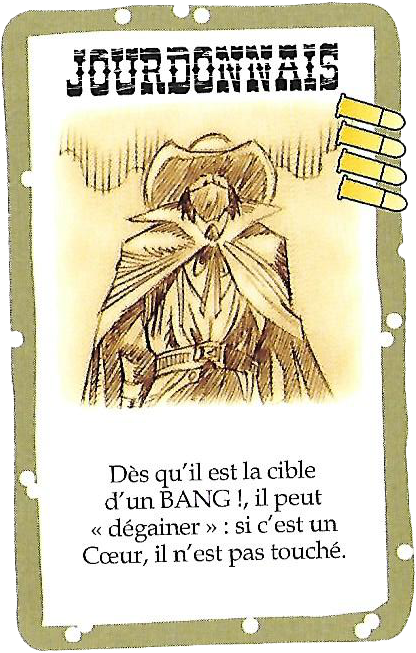 JOURDONNAIS
Dès qu'il est la cible
d'un BANG !, il peut
« dégainer » : si c'est un
Cœur, il n'est pas touché.